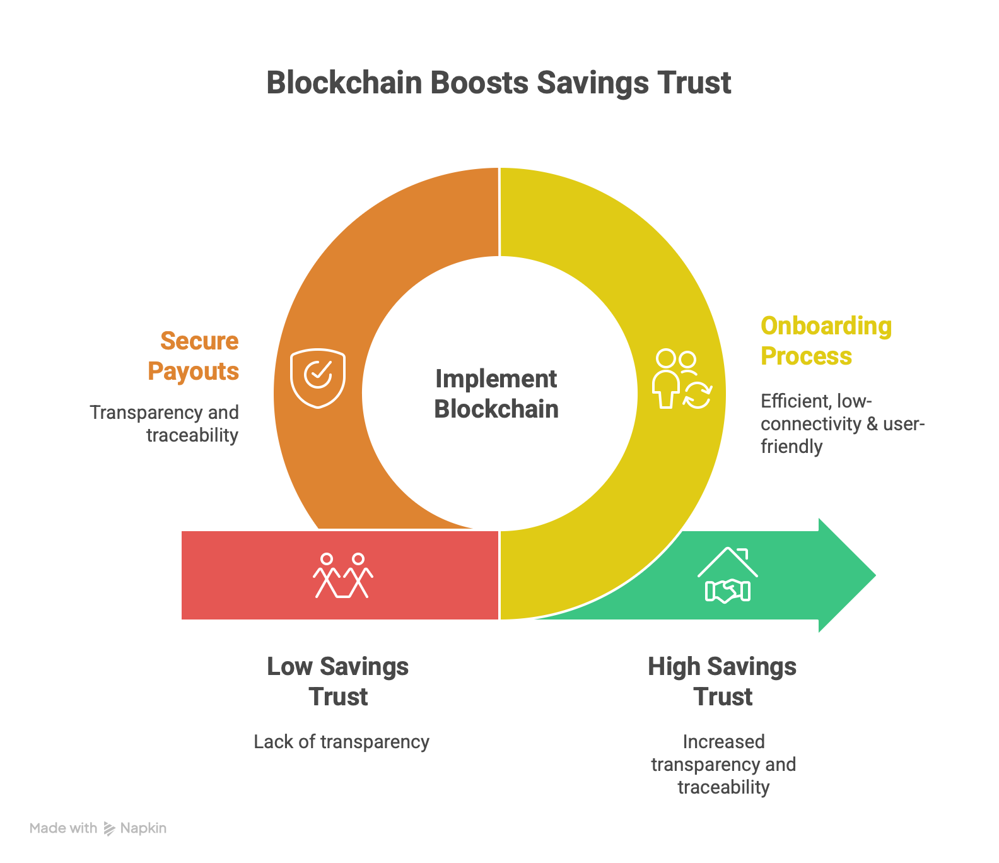 Blockchain Boosts Savings Trust
Secure
Payouts
Transparency and
traceability
Implement
Blockchain
Onboarding
Process
Efficient, low-
connectivity & user-
friendly
Low Savings
Trust
Lack of transparency
High Savings
Trust
Increased
transparency and
traceability
Made with Napkin